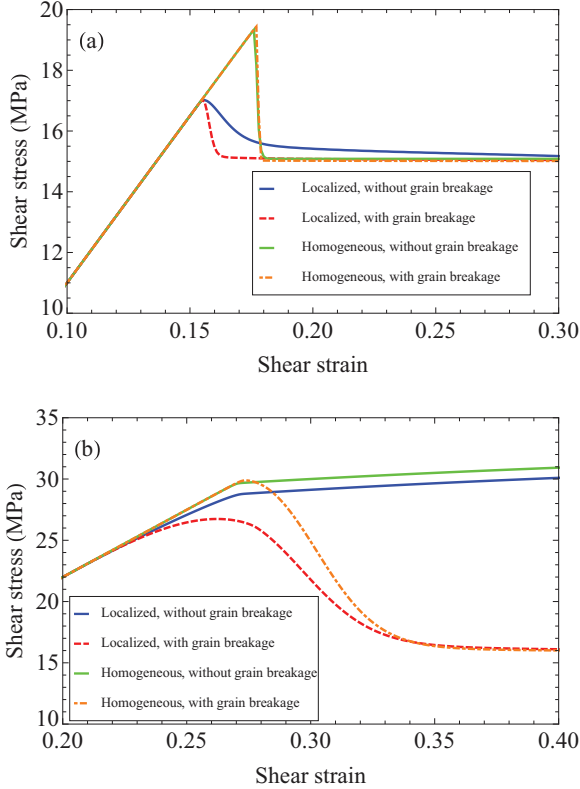 (a)
Shear stress (MPa)
20
18
16
14
12
10
Localized, without grain breakage
Localized, with grain breakage
Homogeneous, without grain breakage
Homogeneous, with grain breakage
0.10 0.15 0.20 0.25 0.30
Shear strain
(b)
Shear stress (MPa)
35
30
25
20
15
10
Localized, without grain breakage
Localized, with grain breakage
Homogeneous, without grain breakage
Homogeneous, with grain breakage
0.20 0.25 0.30 0.35 0.40
Shear strain